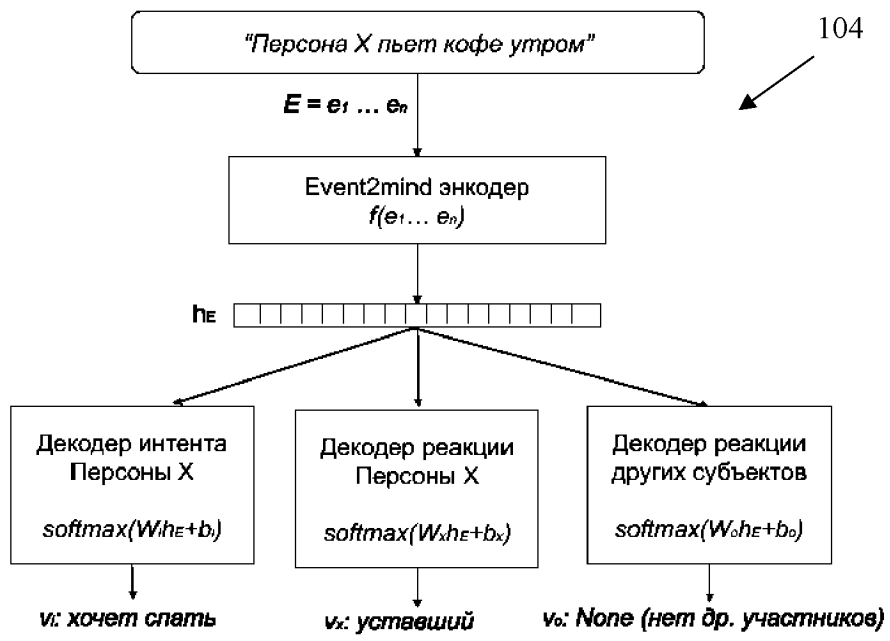 "Персона X пьет кофе утром"
104
E = e₁ … eₙ
Event2mind энкодер
f(e₁… eₙ)
hE
Декодер интента
Персоны X
softmax(WᵢhE+bᵢ)
Декодер реакции
Персоны X
softmax(WₓhE+bₓ)
Декодер реакции
других субъектов
softmax(WₒhE+bₒ)
vᵢ: хочет спать
vₓ: уставший
vₒ: None (нет др. участников)